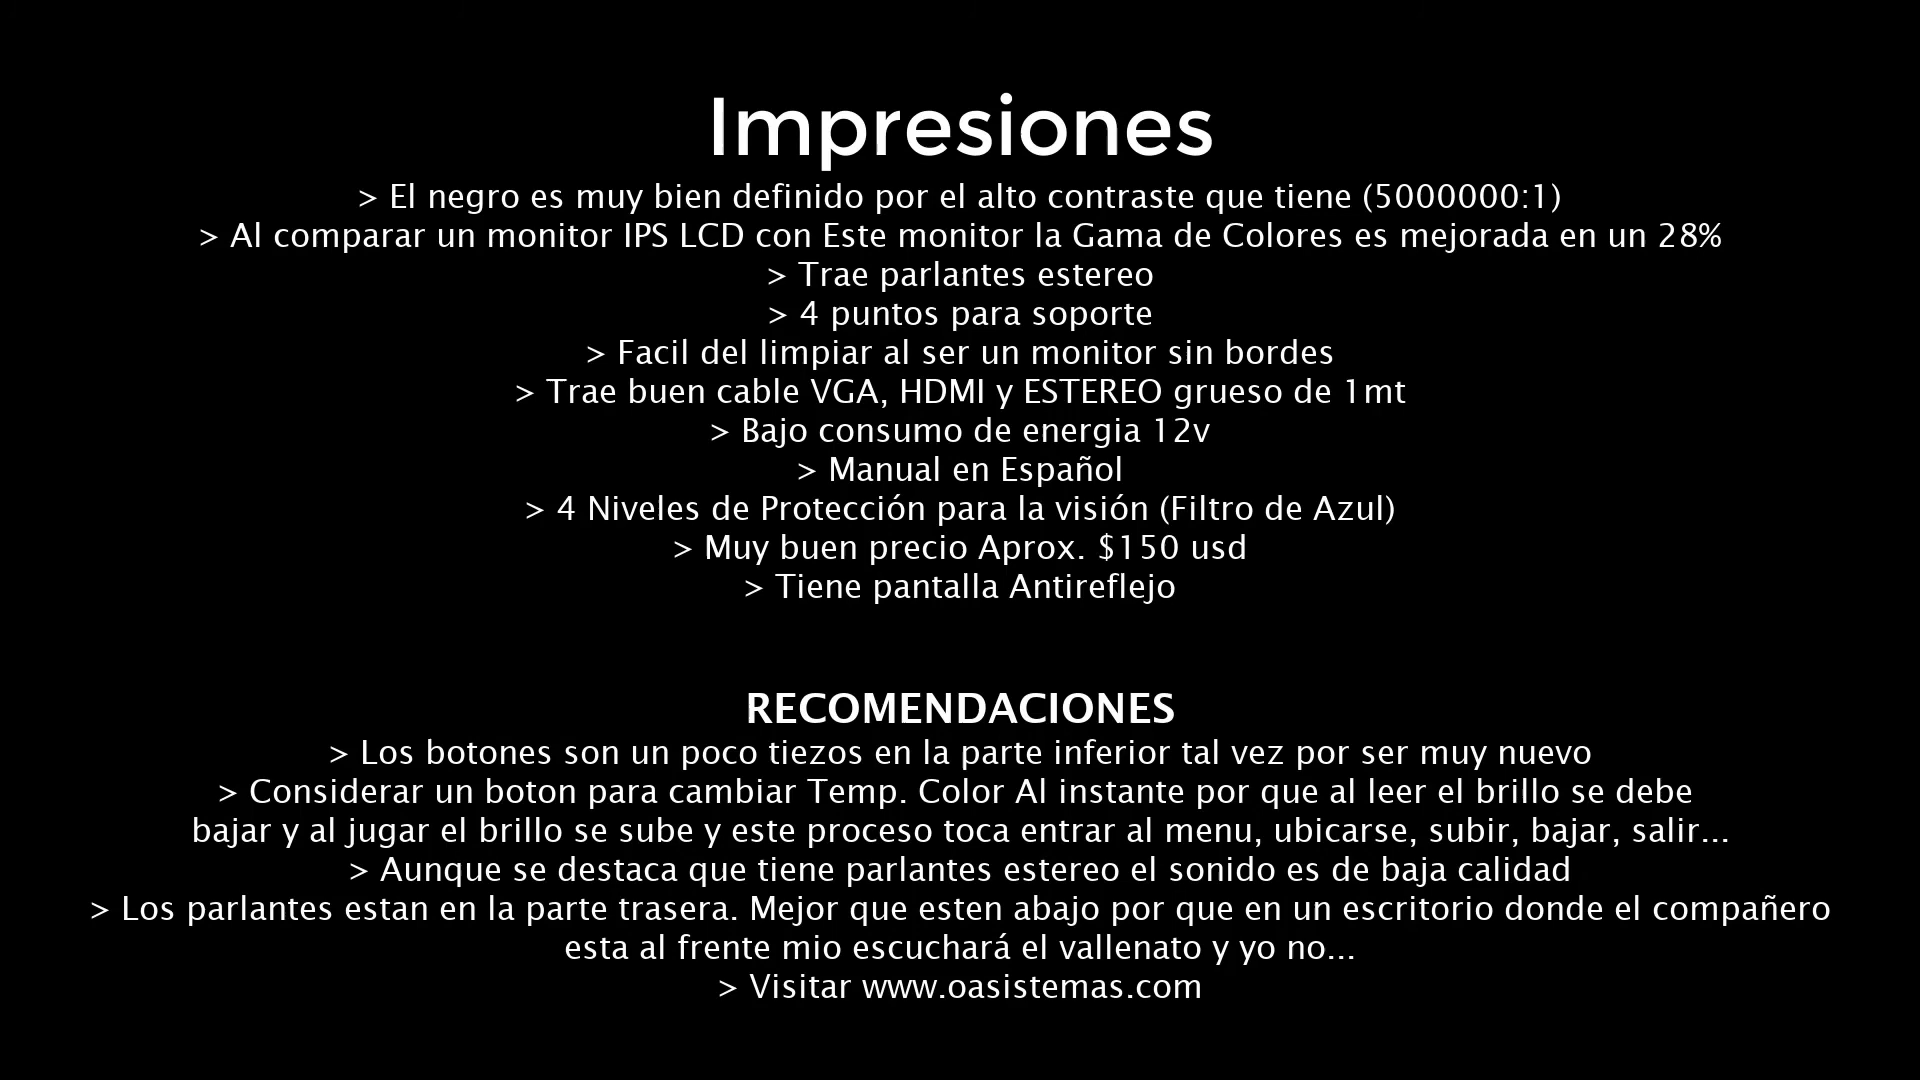 Impresiones
> El negro es muy bien definido por el alto contraste que tiene (5000000:1)
> Al comparar un monitor IPS LCD con Este monitor la Gama de Colores es mejorada en un 28%
> Trae parlantes estereo
> 4 puntos para soporte
> Facil del limpiar al ser un monitor sin bordes
> Trae buen cable VGA, HDMI y ESTEREO grueso de 1mt
> Bajo consumo de energia 12v
> Manual en Español
> 4 Niveles de Protección para la visión (Filtro de Azul)
> Muy buen precio Aprox. $150 usd
> Tiene pantalla Antireflejo
RECOMENDACIONES
> Los botones son un poco tiezos en la parte inferior tal vez por ser muy nuevo
> Considerar un boton para cambiar Temp. Color Al instante por que al leer el brillo se debe
bajar y al jugar el brillo se sube y este proceso toca entrar al menu, ubicarse, subir, bajar, salir...
> Aunque se destaca que tiene parlantes estereo el sonido es de baja calidad
> Los parlantes estan en la parte trasera. Mejor que esten abajo por que en un escritorio donde el compañero
esta al frente mio escuchará el vallenato y yo no...
> Visitar www.oasistemas.com